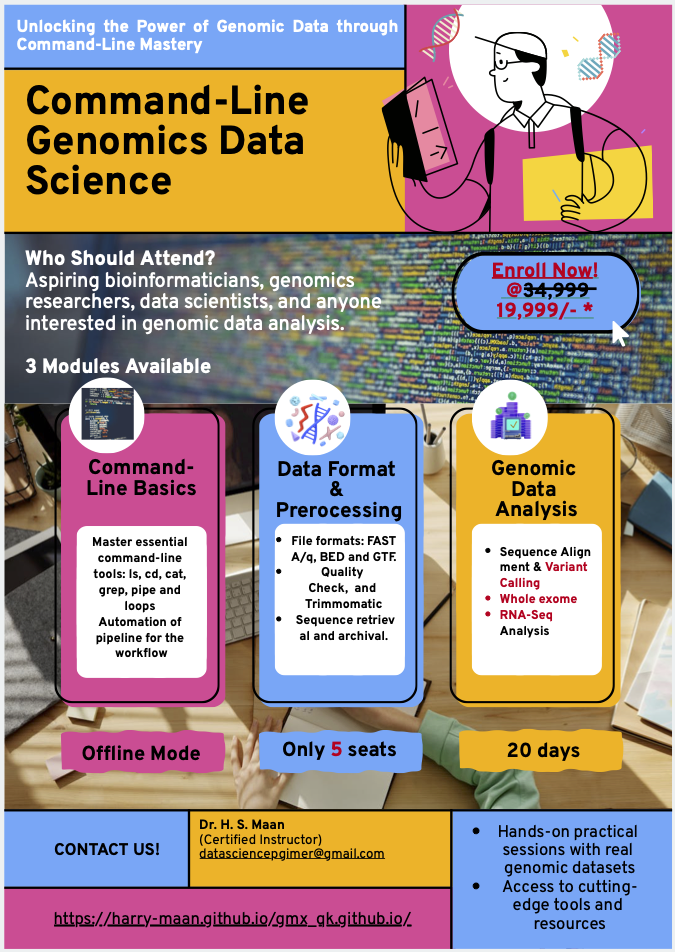 Unlocking the Power of Genomic Data through
Command-Line Mastery
Command-Line
Genomics Data
Science
Who Should Attend?
Aspiring bioinformaticians, genomics
researchers, data scientists, and anyone
interested in genomic data analysis.
Enroll Now!
@34,999
19,999/- *
3 Modules Available
Command-
Line Basics
Master essential
command-line
tools: ls, cd, cat,
grep, pipe and
loops
Automation of
pipeline for the
workflow
Data Format
&
Prerocessing
• File formats: FAST
A/q, BED and GTF.
• Quality
Check, and
Trimmomatic
• Sequence retriev
al and archival.
Genomic
Data
Analysis
• Sequence Align
ment & Variant
Calling
• Whole exome
• RNA-Seq
Analysis
Offline Mode
Only 5 seats
20 days
CONTACT US!
Dr. H. S. Maan
(Certified Instructor)
datasciencepgimer@gmail.com
https://harry-maan.github.io/gmx_qk.github.io/
• Hands-on practical
sessions with real
genomic datasets
• Access to cutting-
edge tools and
resources